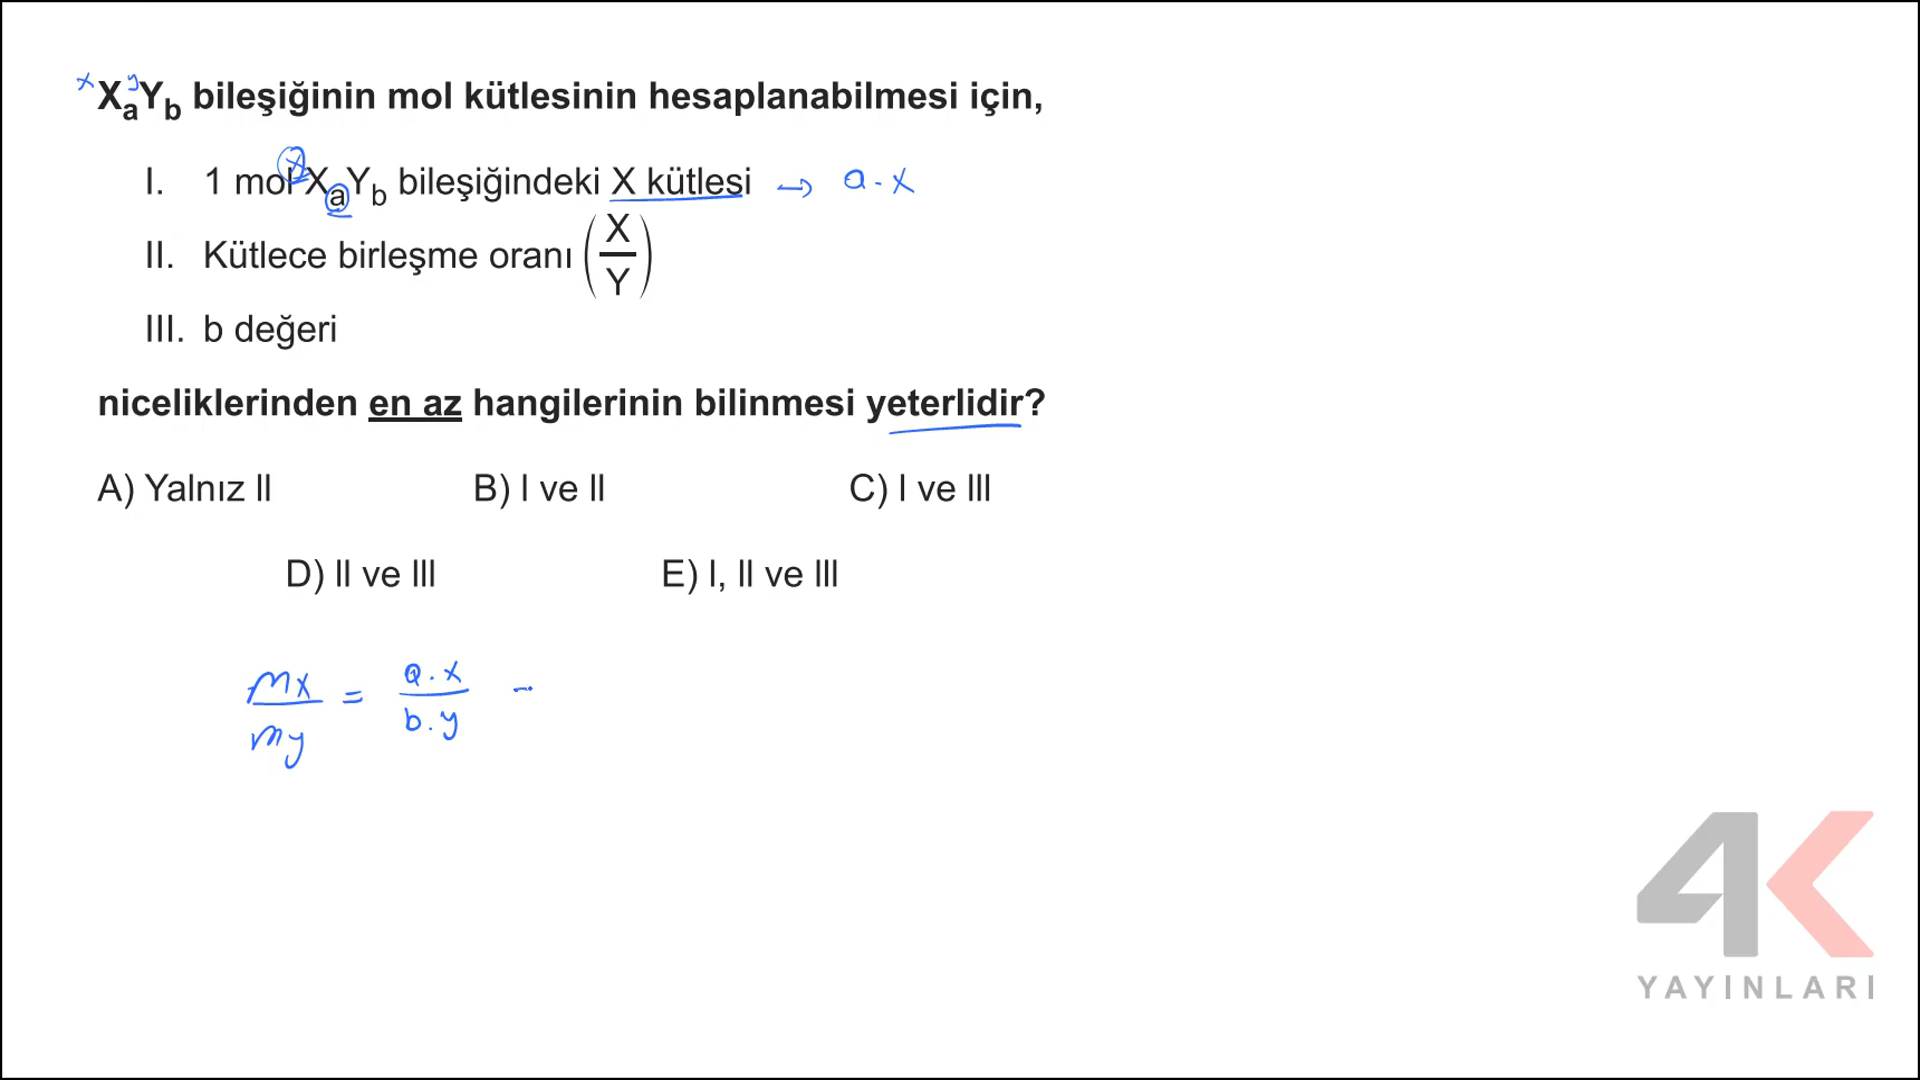 x y
XaYb bileşiğinin mol kütlesinin hesaplanabilmesi için,
x
I. 1 mol XaYb bileşiğindeki X kütlesi → a·x
II. Kütlece birleşme oranı (X/Y)
III. b değeri
niceliklerinden en az hangilerinin bilinmesi yeterlidir?
A) Yalnız II B) I ve II C) I ve III
D) II ve III E) I, II ve III
mx/my = a.x/b.y -
4K
YAYINLARI